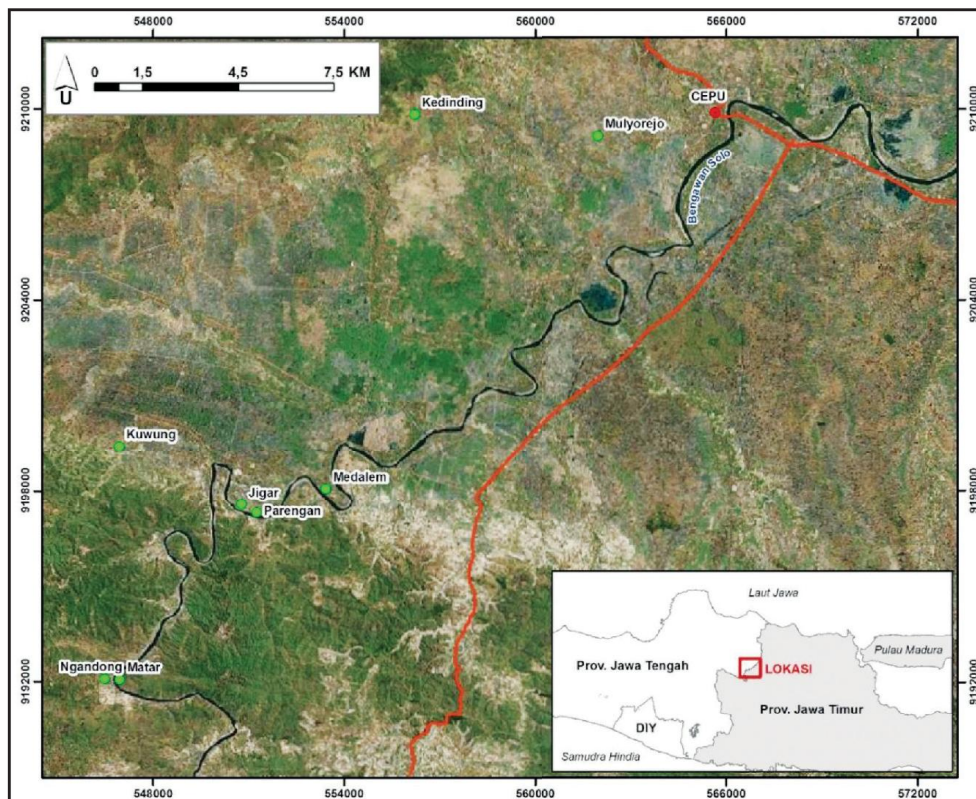 548000 554000 560000 566000 572000
U
0 1,5 4,5 7,5 KM
9210000
9210000
CEPU
Kedinding
Mulyorejo
Bengawan Solo
9204000
9204000
Kuwung
9198000
9198000
Medalem
Jigar
Parengan
Laut Jawa
Pulau Madura
Prov. Jawa Tengah
LOKASI
Ngandong Matar
9192000
9192000
Prov. Jawa Timur
DIY
Samudra Hindia
548000 554000 560000 566000 572000